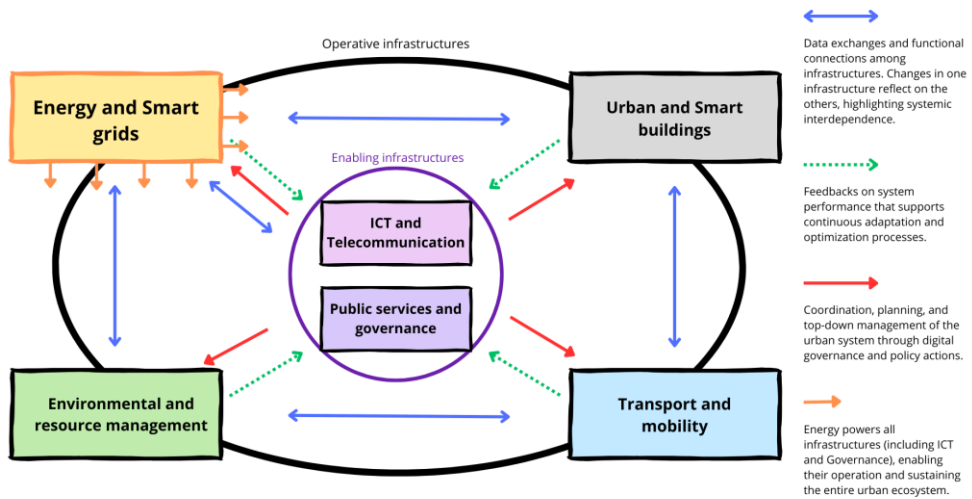 Operative infrastructures
Energy and Smart
grids
Urban and Smart
buildings
Enabling infrastructures
ICT and
Telecommunication
Public services and
governance
Environmental and
resource management
Transport and
mobility
Data exchanges and functional
connections among
infrastructures. Changes in one
infrastructure reflect on the
others, highlighting systemic
interdependence.
Feedbacks on system
performance that supports
continuous adaptation and
optimization processes.
Coordination, planning, and
top-down management of the
urban system through digital
governance and policy actions.
Energy powers all
infrastructures (including ICT
and Governance), enabling
their operation and sustaining
the entire urban ecosystem.